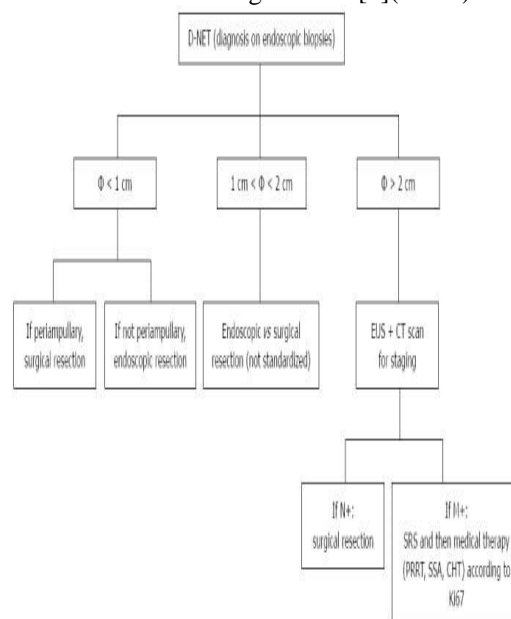 D-NET (diagnosis on endoscopic biopsies)
Φ < 1 cm
1 cm < Φ < 2 cm
Φ > 2 cm
If periampullary,
surgical resection
If not periampullary,
endoscopic resection
Endoscopic vs surgical
resection (not standardized)
EUS + CT scan
for staging
If N+:
surgical resection
If M+:
SRS and then medical therapy
(PRRT, SSA, CHT) according to
Ki67